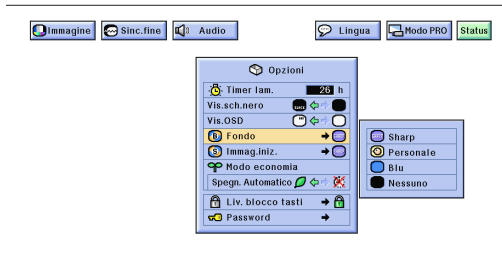 Immagine Sinc.fine Audio Lingua Modo PRO Status
Opzioni
Timer lam. 26 h
Vis.sch.nero
Vis.OSD
Fondo
Immag.iniz.
Modo economia
Spegn. Automatico
Liv. blocco tasti
Password
Sharp
Personale
Blu
Nessuno